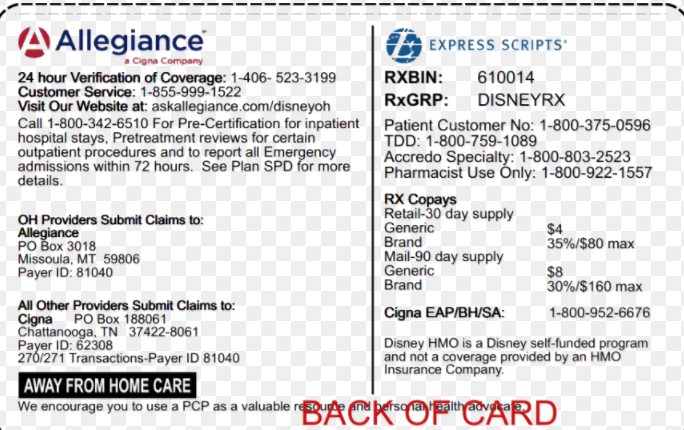 Allegiance
a Cigna Company
24 hour Verification of Coverage: 1-406- 523-3199
Customer Service: 1-855-999-1522
Visit Our Website at: askallegiance.com/disneyoh
Call 1-800-342-6510 For Pre-Certification for inpatient
hospital stays, Pretreatment reviews for certain
outpatient procedures and to report all Emergency
admissions within 72 hours. See Plan SPD for more
details.
OH Providers Submit Claims to:
Allegiance
PO Box 3018
Missoula, MT 59806
Payer ID: 81040
All Other Providers Submit Claims to:
Cigna PO Box 188061
Chattanooga, TN 37422-8061
Payer ID: 62308
270/271 Transactions-Payer ID 81040
AWAY FROM HOME CARE
We encourage you to use a PCP as a valuable resource and personal health advocate.
EXPRESS SCRIPTS®
RXBIN: 610014
RxGRP: DISNEYRX
Patient Customer No: 1-800-375-0596
TDD: 1-800-759-1089
Accredo Specialty: 1-800-803-2523
Pharmacist Use Only: 1-800-922-1557
RX Copays
Retail-30 day supply
Generic $4
Brand 35%/$80 max
Mail-90 day supply
Generic $8
Brand 30%/$160 max
Cigna EAP/BH/SA: 1-800-952-6676
Disney HMO is a Disney self-funded program
and not a coverage provided by an HMO
Insurance Company.
BACK OF CARD